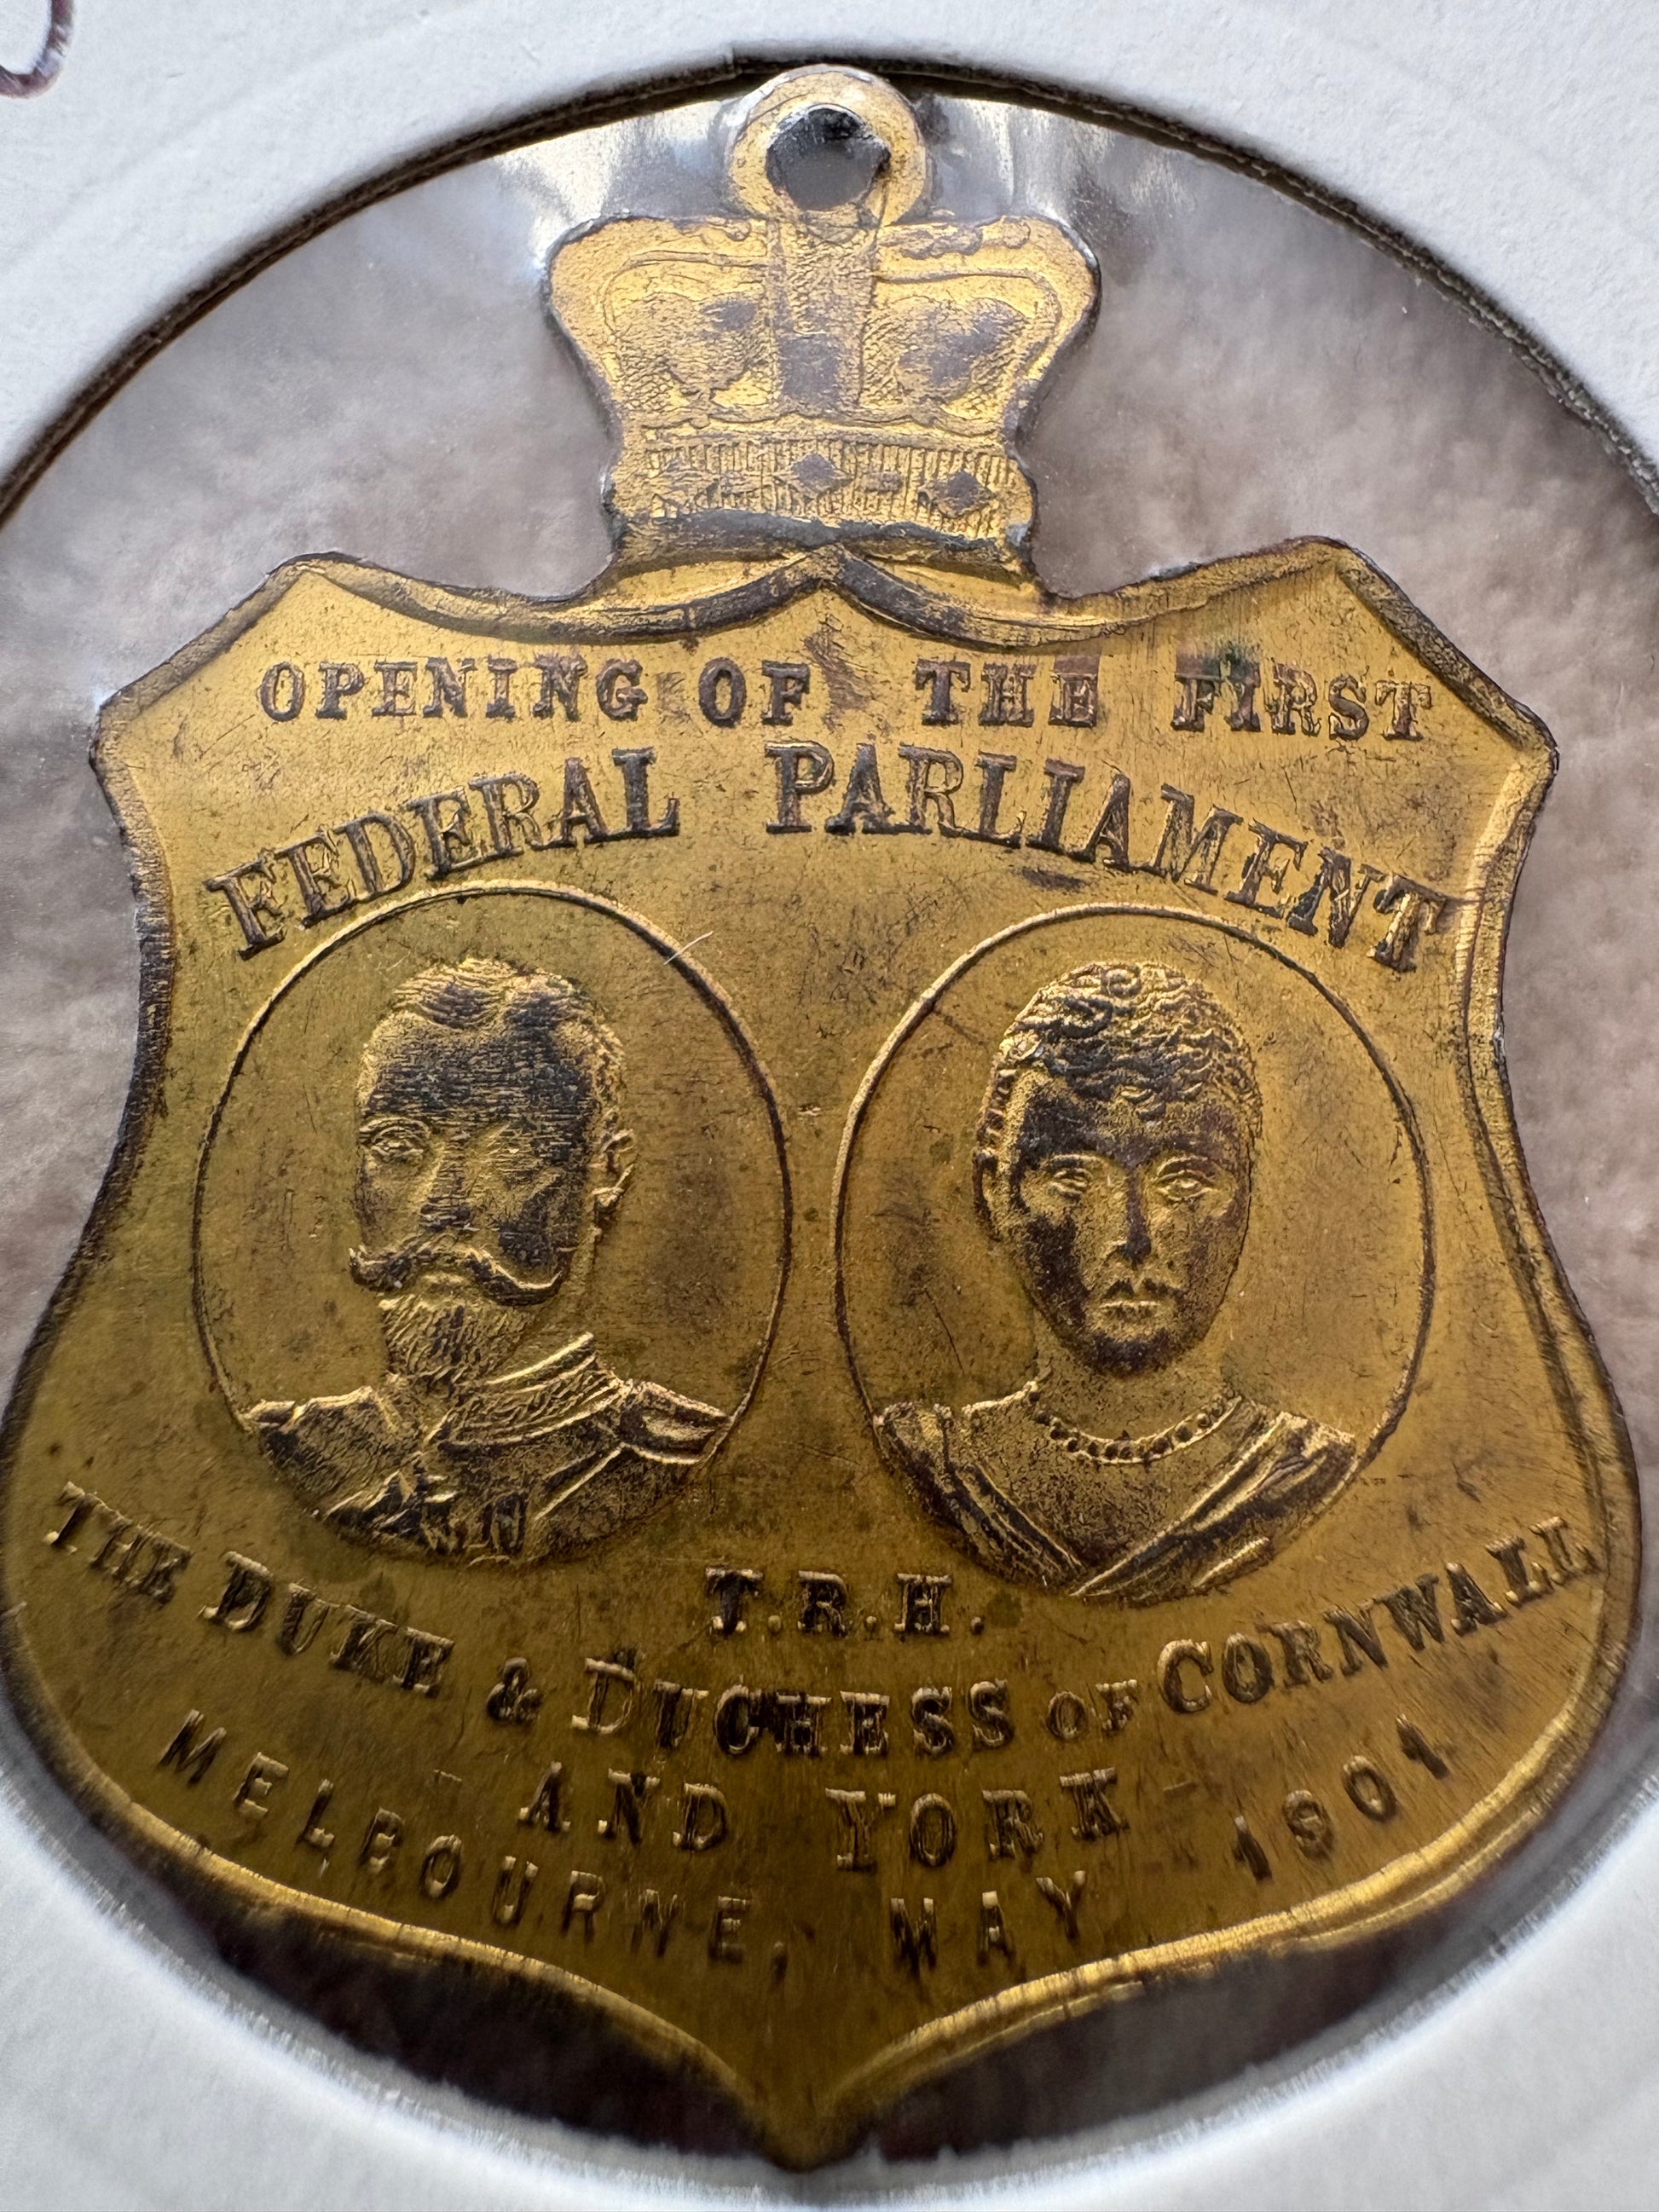 OPENING OF THE FIRST
FEDERAL PARLIAMENT
T.R.H.
THE DUKE & DUCHESS OF CORNWALL
AND YORK
MELBOURNE, MAY 1901